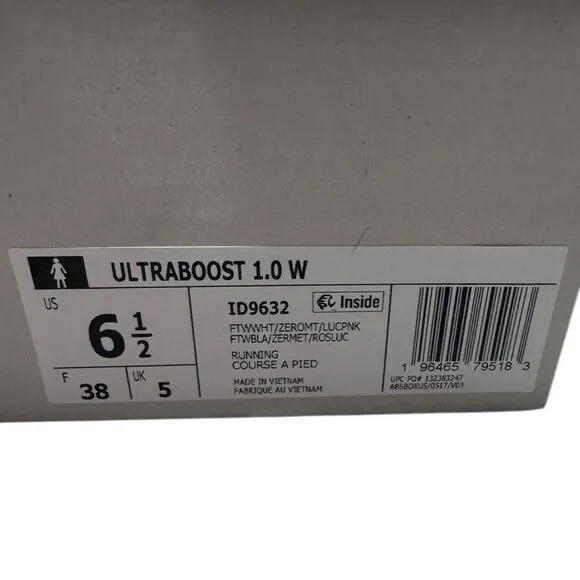 ULTRABOOST 1.0 W
US
6 1/2
F
38
UK
5
ID9632
Inside
FTWWHT/ZEROMT/LUCPNK
FTWBLA/ZERMET/ROSLUC
RUNNING
COURSE A PIED
MADE IN VIETNAM
FABRIQUE AU VIETNAM
1 96465 79518 3
UPC PO# 132383247
ABSBOXUS/0517/V03